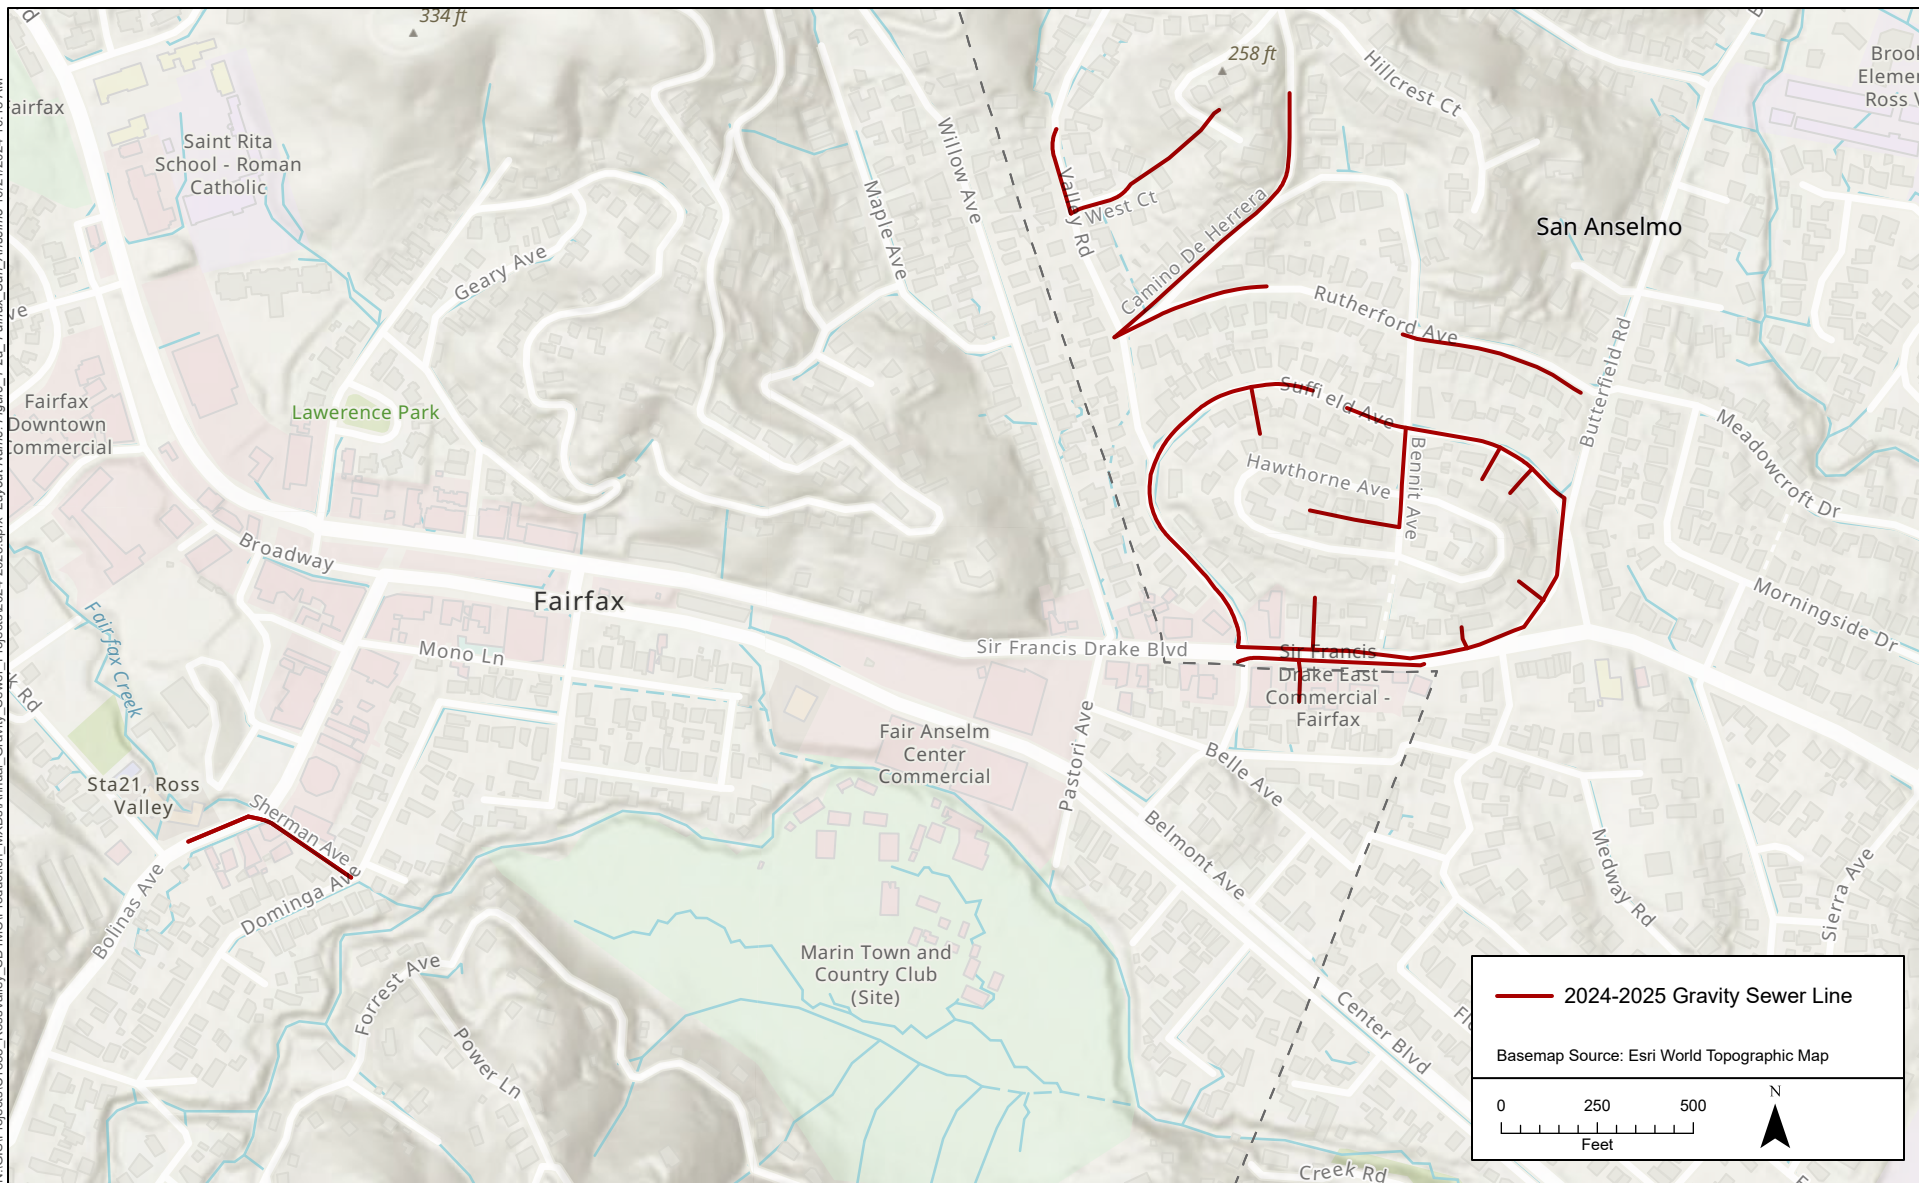 334 ft
258 ft
Hillcrest Ct
Brook
Elemen
Ross V
airfax
Saint Rita
School - Roman
Catholic
Willow Ave
Maple Ave
Valley Rd
West Ct
Camino De Herrera
San Anselmo
Geary Ave
Rutherford Ave
Butterfield Rd
Fairfax
Downtown
ommercial
Lawerence Park
Suffield Ave
Bennit Ave
Hawthorne Ave
Meadowcroft Dr
Broadway
Fairfax
Fairfax Creek
Mono Ln
Sir Francis Drake Blvd
Sir Francis
Drake East
Commercial -
Fairfax
Morningside Dr
k Rd
Fair Anselm
Center
Commercial
Pastori Ave
Belle Ave
Sta21, Ross
Valley
Sherman Ave
Belmont Ave
Medway Rd
Sierra Ave
Bolinas Ave
Dominga Ave
Marin Town and
Country Club
(Site)
Forrest Ave
Power Ln
Center Blvd
Creek Rd
2024-2025 Gravity Sewer Line
Basemap Source: Esri World Topographic Map
0 250 500
Feet
N